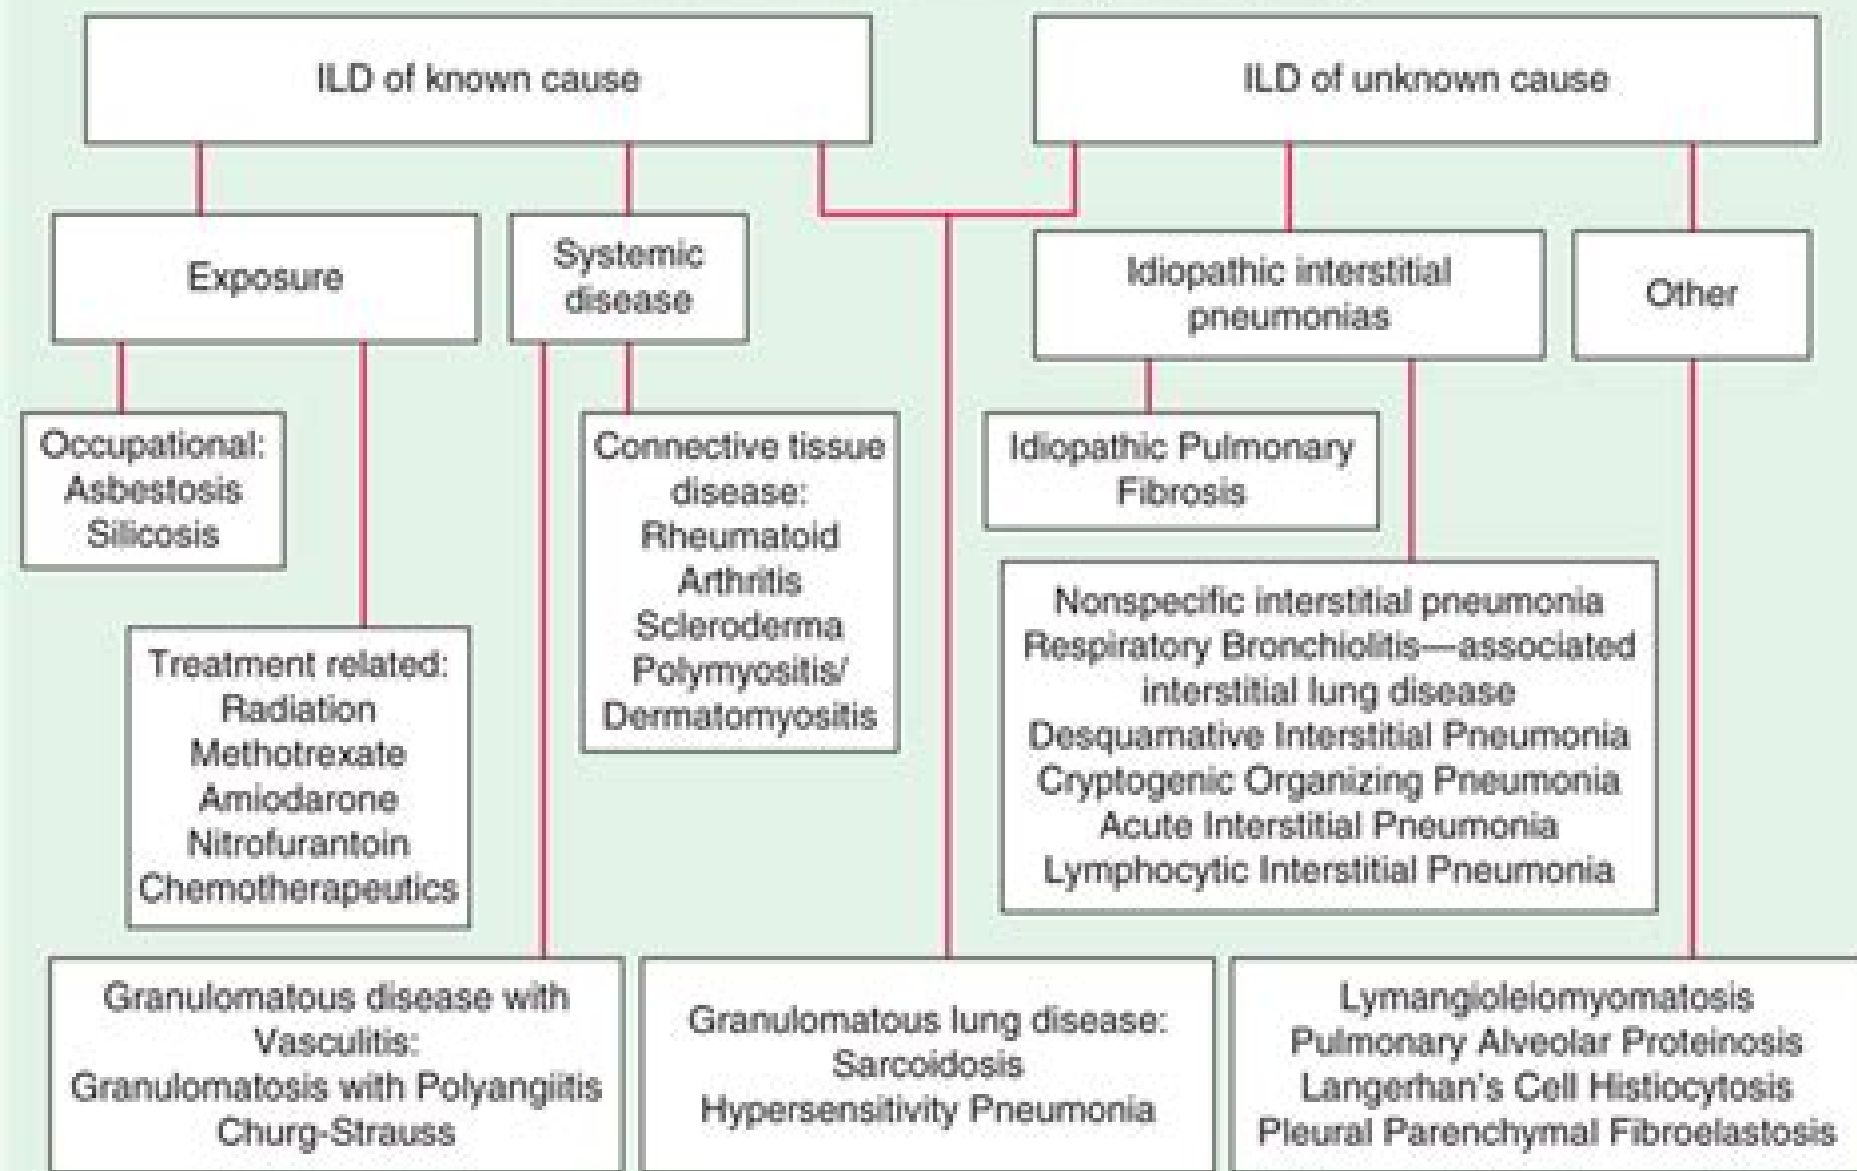 ILD of known cause
ILD of unknown cause
Exposure
Systemic
disease
Idiopathic interstitial
pneumonias
Other
Occupational:
Asbestosis
Silicosis
Connective tissue
disease:
Rheumatoid
Arthritis
Scleroderma
Polymyositis/
Dermatomyositis
Idiopathic Pulmonary
Fibrosis
Treatment related:
Radiation
Methotrexate
Amiodarone
Nitrofurantoin
Chemotherapeutics
Nonspecific interstitial pneumonia
Respiratory Bronchiolitis—associated
interstitial lung disease
Desquamative Interstitial Pneumonia
Cryptogenic Organizing Pneumonia
Acute Interstitial Pneumonia
Lymphocytic Interstitial Pneumonia
Granulomatous disease with
Vasculitis:
Granulomatosis with Polyangiitis
Churg-Strauss
Granulomatous lung disease:
Sarcoidosis
Hypersensitivity Pneumonia
Lymangioleiomyomatosis
Pulmonary Alveolar Proteinosis
Langerhan's Cell Histiocytosis
Pleural Parenchymal Fibroelastosis